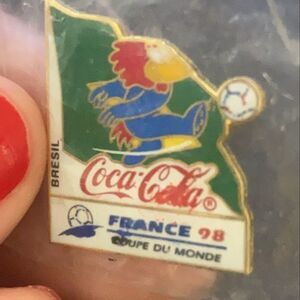 BRESIL
Coca-Cola®
FRANCE 98
COUPE DU MONDE